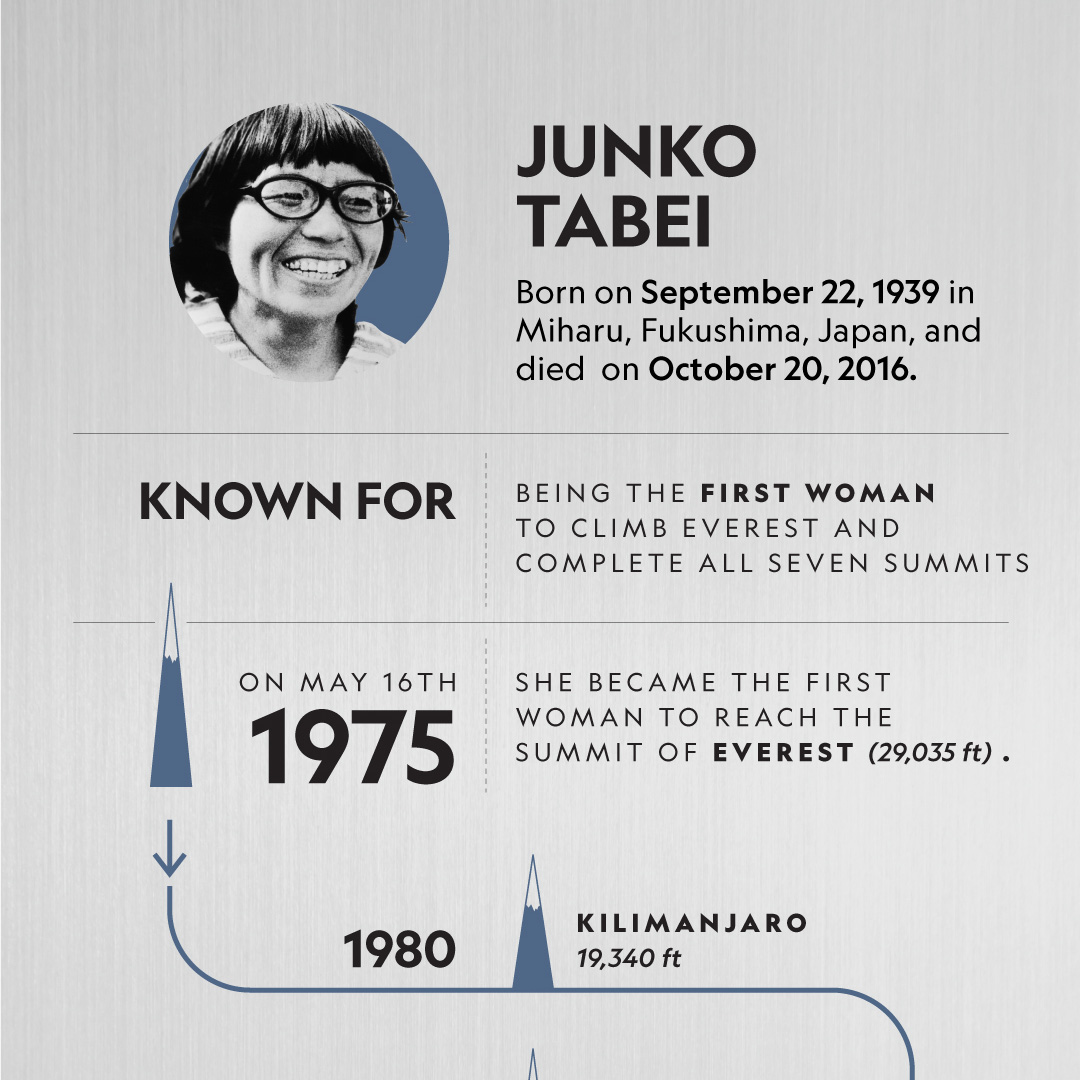 JUNKO
TABEI
Born on September 22, 1939 in
Miharu, Fukushima, Japan, and
died on October 20, 2016.
KNOWN FOR
BEING THE FIRST WOMAN
TO CLIMB EVEREST AND
COMPLETE ALL SEVEN SUMMITS
ON MAY 16TH
1975
SHE BECAME THE FIRST
WOMAN TO REACH THE
SUMMIT OF EVEREST (29,035 ft) .
1980
KILIMANJARO
19,340 ft